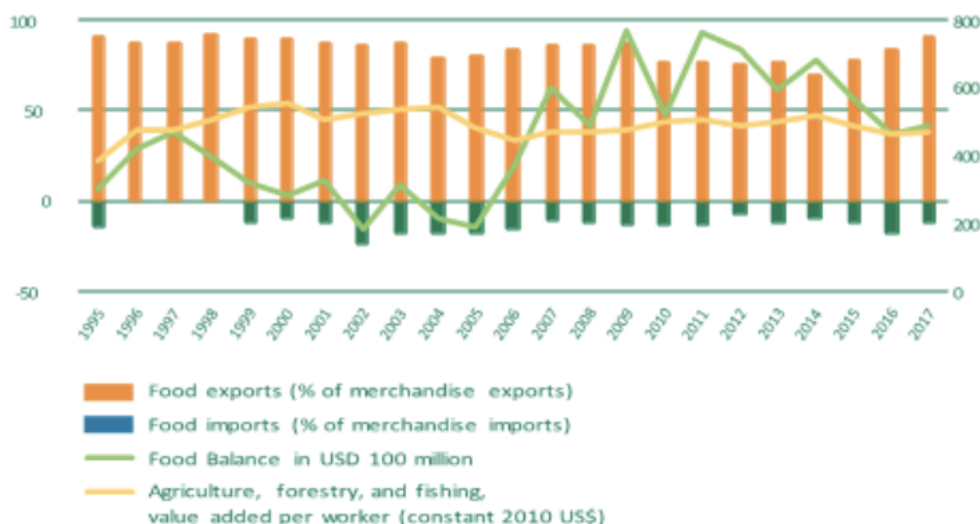 100
50
0
-50
800
600
400
200
0
1995 1996 1997 1998 1999 2000 2001 2002 2003 2004 2005 2006 2007 2008 2009 2010 2011 2012 2013 2014 2015 2016 2017
Food exports (% of merchandise exports)
Food imports (% of merchandise imports)
Food Balance in USD 100 million
Agriculture, forestry, and fishing,
value added per worker (constant 2010 US$)